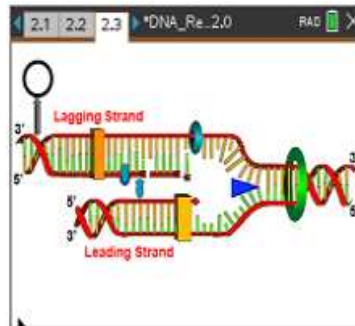 2.1 2.2 2.3 *DNA_Re...2.0 RAD
Lagging Strand
3'
3'
5'
5'
5'
3'
Leading Strand